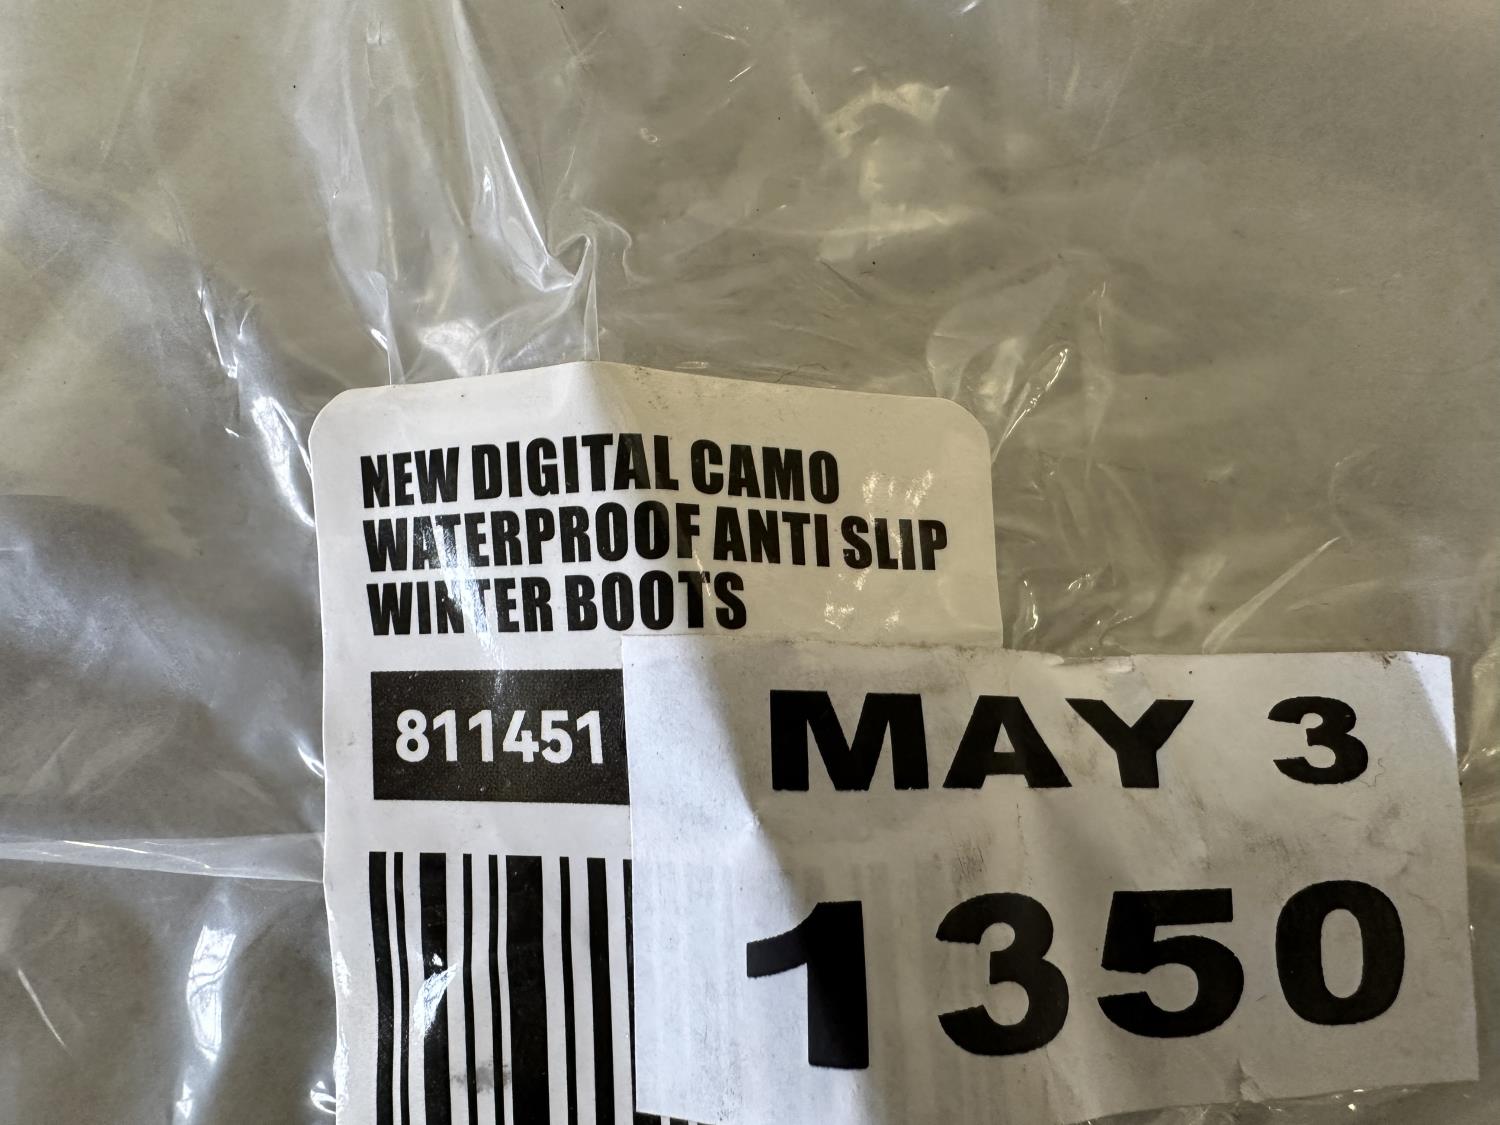 NEW DIGITAL CAMO
WATERPROOF ANTI SLIP
WINTER BOOTS
811451
MAY 3
1350